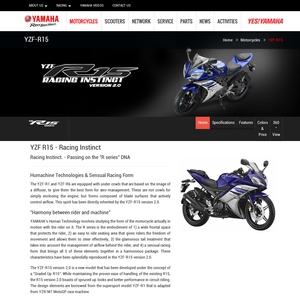 ABOUT US RACING YAMAHA VIDEOS CONTACT US
YAMAHA
MOTORCYCLES SCOOTERS NETWORK SERVICE PARTS NEWS ACTIVITIES YES!YAMAHA
YZF-R15
Home > Motorcycles > YZF-R15
YZF
R15
RACING INSTINCT
VERSION 2.0
R15
Home Specifications Features Colors & Price 360° View
YZF R15 - Racing Instinct
Racing Instinct. - Passing on the "R series" DNA
Humachine Technologies & Sensual Racing Form
The YZF-R1 and YZF-R6 are equipped with under cowls that are based on the image of
a diffuser, to give them the best form for aero-management. These are not cowls for
simply enclosing the engine, but forms composed of blade surfaces that actively
control airflow. This spirit has been directly inherited by the YZF-R15 version 2.0.
"Harmony between rider and machine"
YAMAHA's Human Technology involves studying the form of the motorcycle actually in
motion with the rider on it. The R series is the embodiment of: 1) a wide frontal space
that protects the rider, 2) an easy to ride seating area that gives riders the freedom of
movement and allows them to steer effectively, 3) the glamorous tail treatment that
takes into account the management of airflow behind the rider, and 4) a sensual racing
form that brings all 3 of these elements together in a harmonious package. These
characteristics have been splendidly reproduced in the YZF-R15 version 2.0.
The YZF-R15 version 2.0 is a new model that has been developed under the concept of
a "Graded Up R15". While maintaining the proven ease of handling of the existing R15,
the R15 version 2.0 boasts of spruced up looks and better performance in circuit riding.
The design elements are borrowed from the supersport model YZF-R1 that is adapted
from YZR-M1 MotoGP race machine.